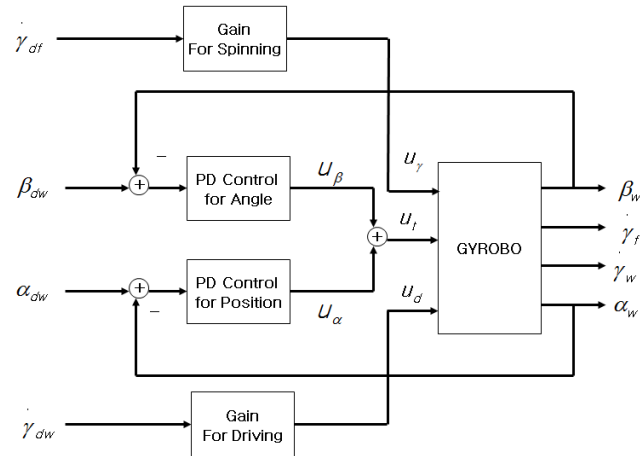 γ̇df
Gain
For Spinning
βdw
−
PD Control
for Angle
uβ
+
uγ
ut
ud
GYROBO
βw
γ̇f
γ̇w
αw
+
αdw
+
−
PD Control
for Position
uα
γ̇dw
Gain
For Driving